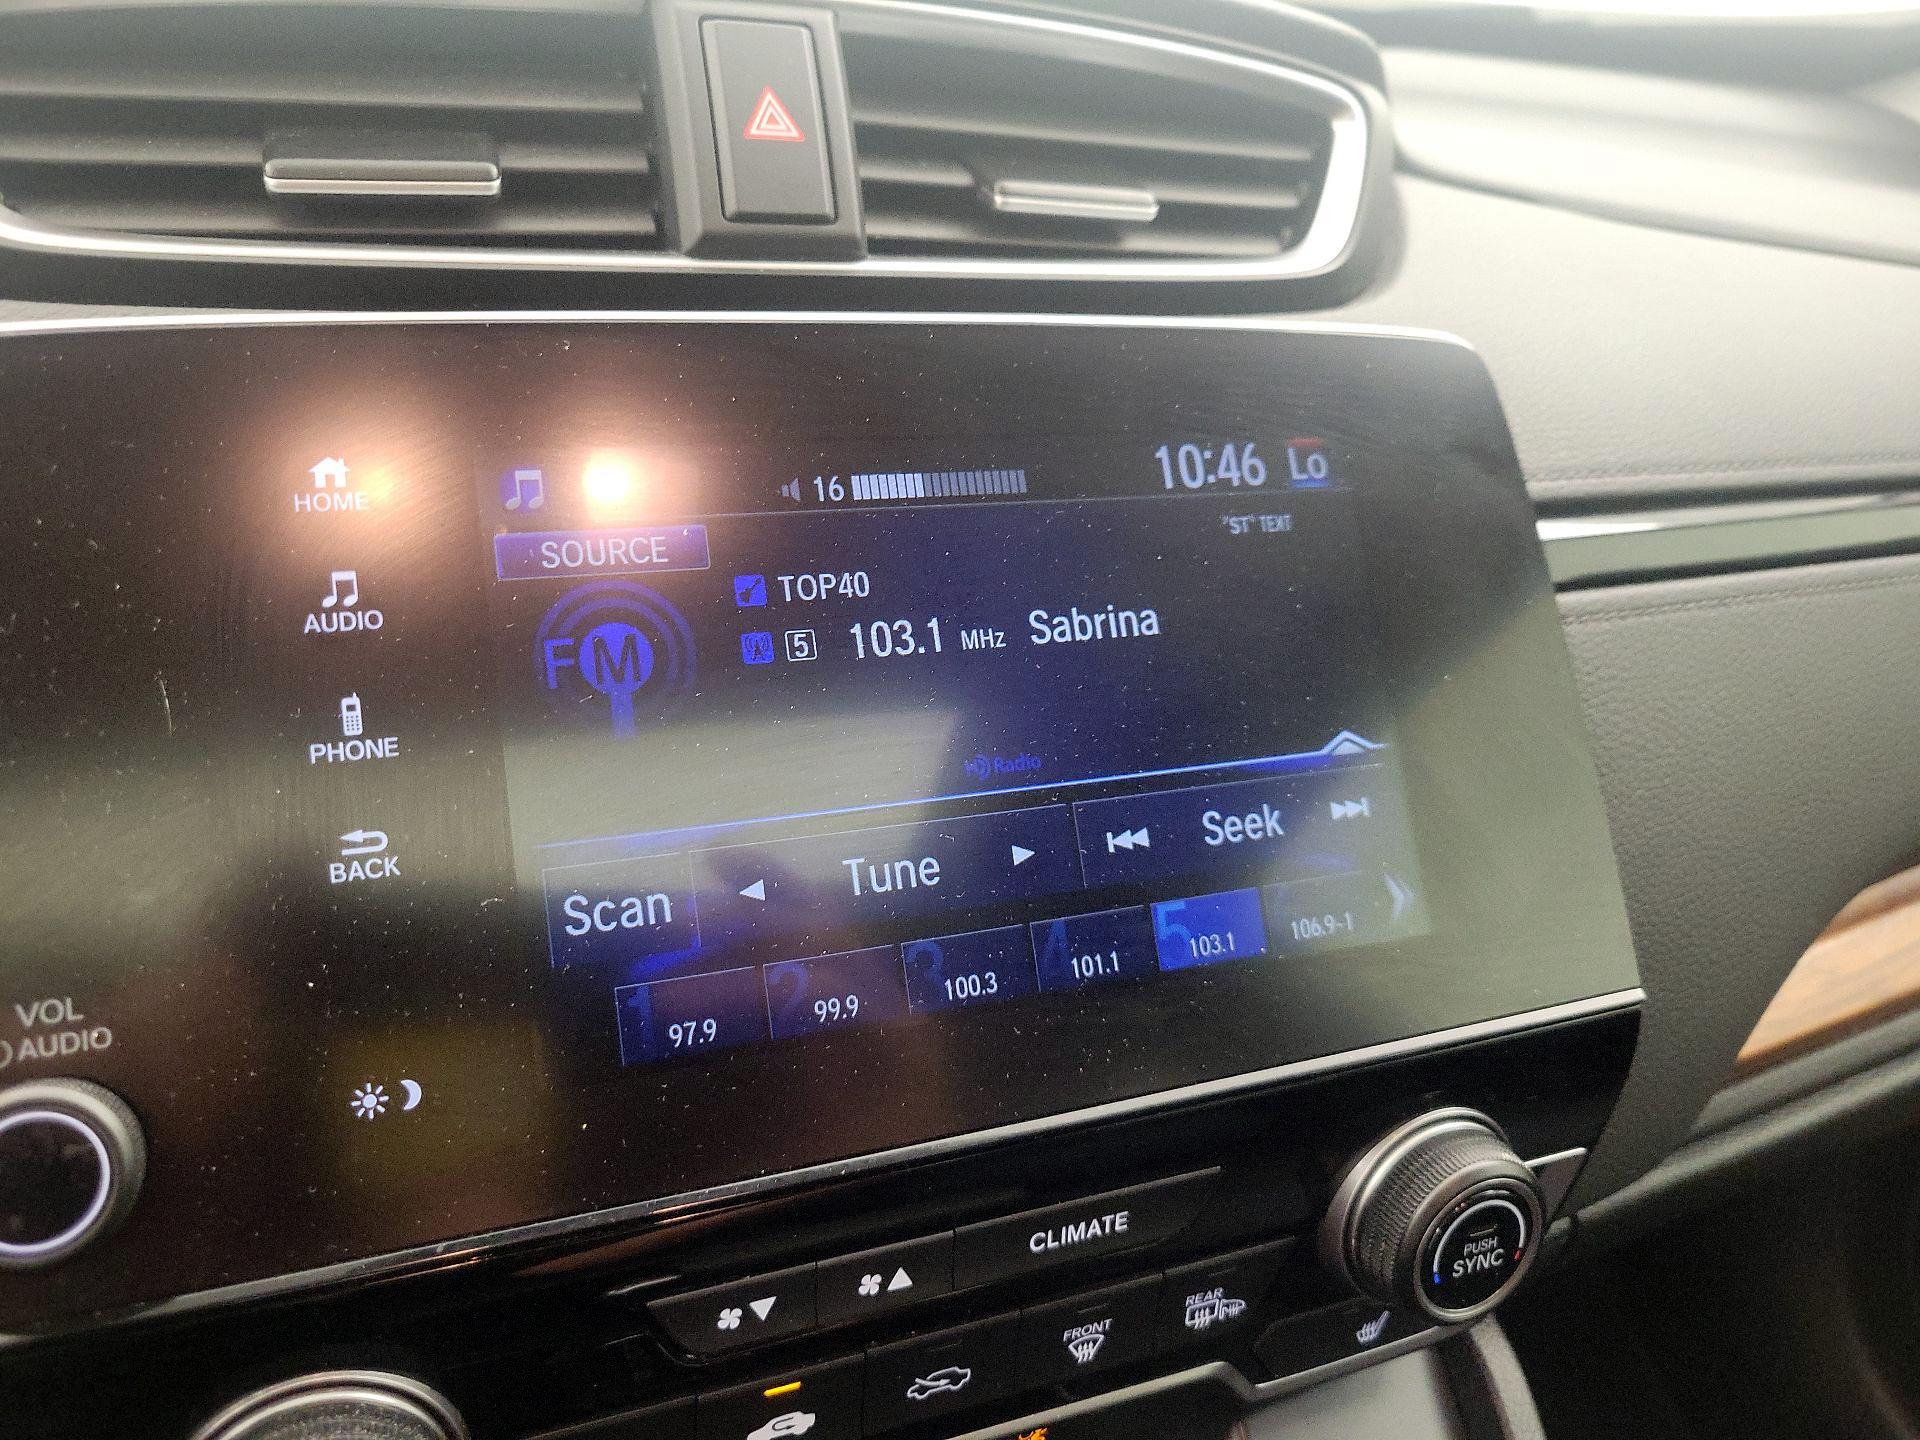 16
10:46 Lo
HOME
"ST" TEXT
SOURCE
TOP40
AUDIO
FM
5 103.1 MHz Sabrina
PHONE
HD Radio
Scan Tune Seek
BACK
1 97.9
2 99.9
3 100.3
4 101.1
5 103.1
106.9-1
VOL
AUDIO
CLIMATE
PUSH
SYNC
FRONT
REAR